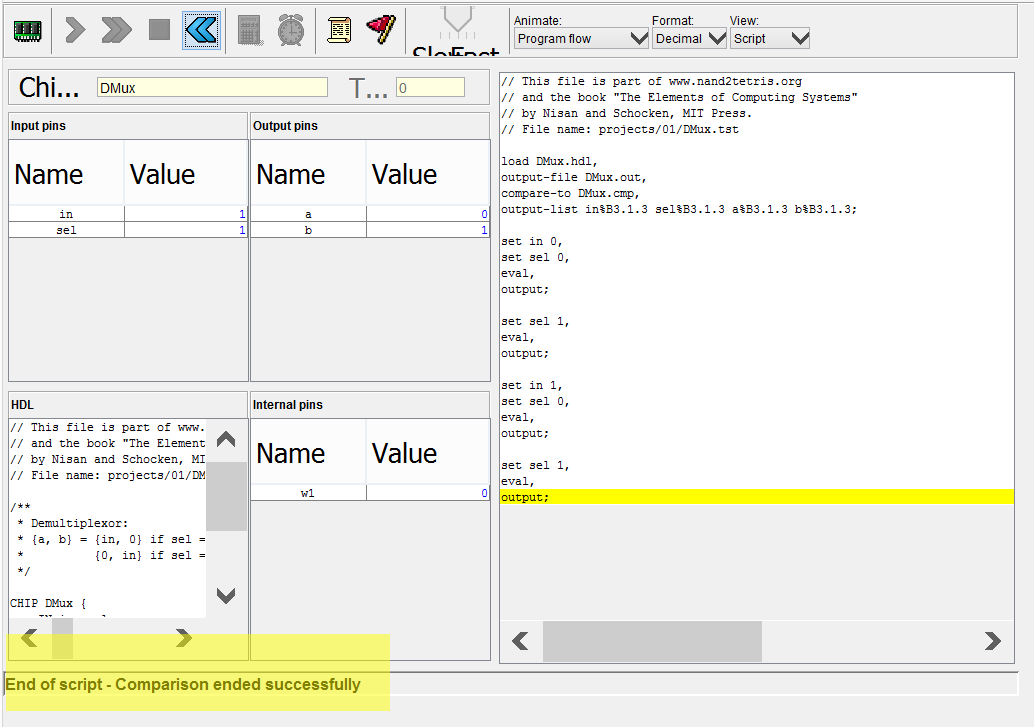 Animate:
Format:
View:
Program flow
Decimal
Script
Chi...
DMux
T...
0
Input pins
Name Value
in 1
sel 1
Output pins
Name Value
a 0
b 1
HDL
// This file is part of www.
// and the book "The Element
// by Nisan and Schocken, MI
// File name: projects/01/DM
/**
* Demultiplexor:
* {a, b} = {in, 0} if sel =
* {0, in} if sel =
*/
CHIP DMux {
Internal pins
Name Value
w1 0
// This file is part of www.nand2tetris.org
// and the book "The Elements of Computing Systems"
// by Nisan and Schocken, MIT Press.
// File name: projects/01/DMux.tst
load DMux.hdl,
output-file DMux.out,
compare-to DMux.cmp,
output-list in%B3.1.3 sel%B3.1.3 a%B3.1.3 b%B3.1.3;
set in 0,
set sel 0,
eval,
output;
set sel 1,
eval,
output;
set in 1,
set sel 0,
eval,
output;
set sel 1,
eval,
output;
End of script - Comparison ended successfully